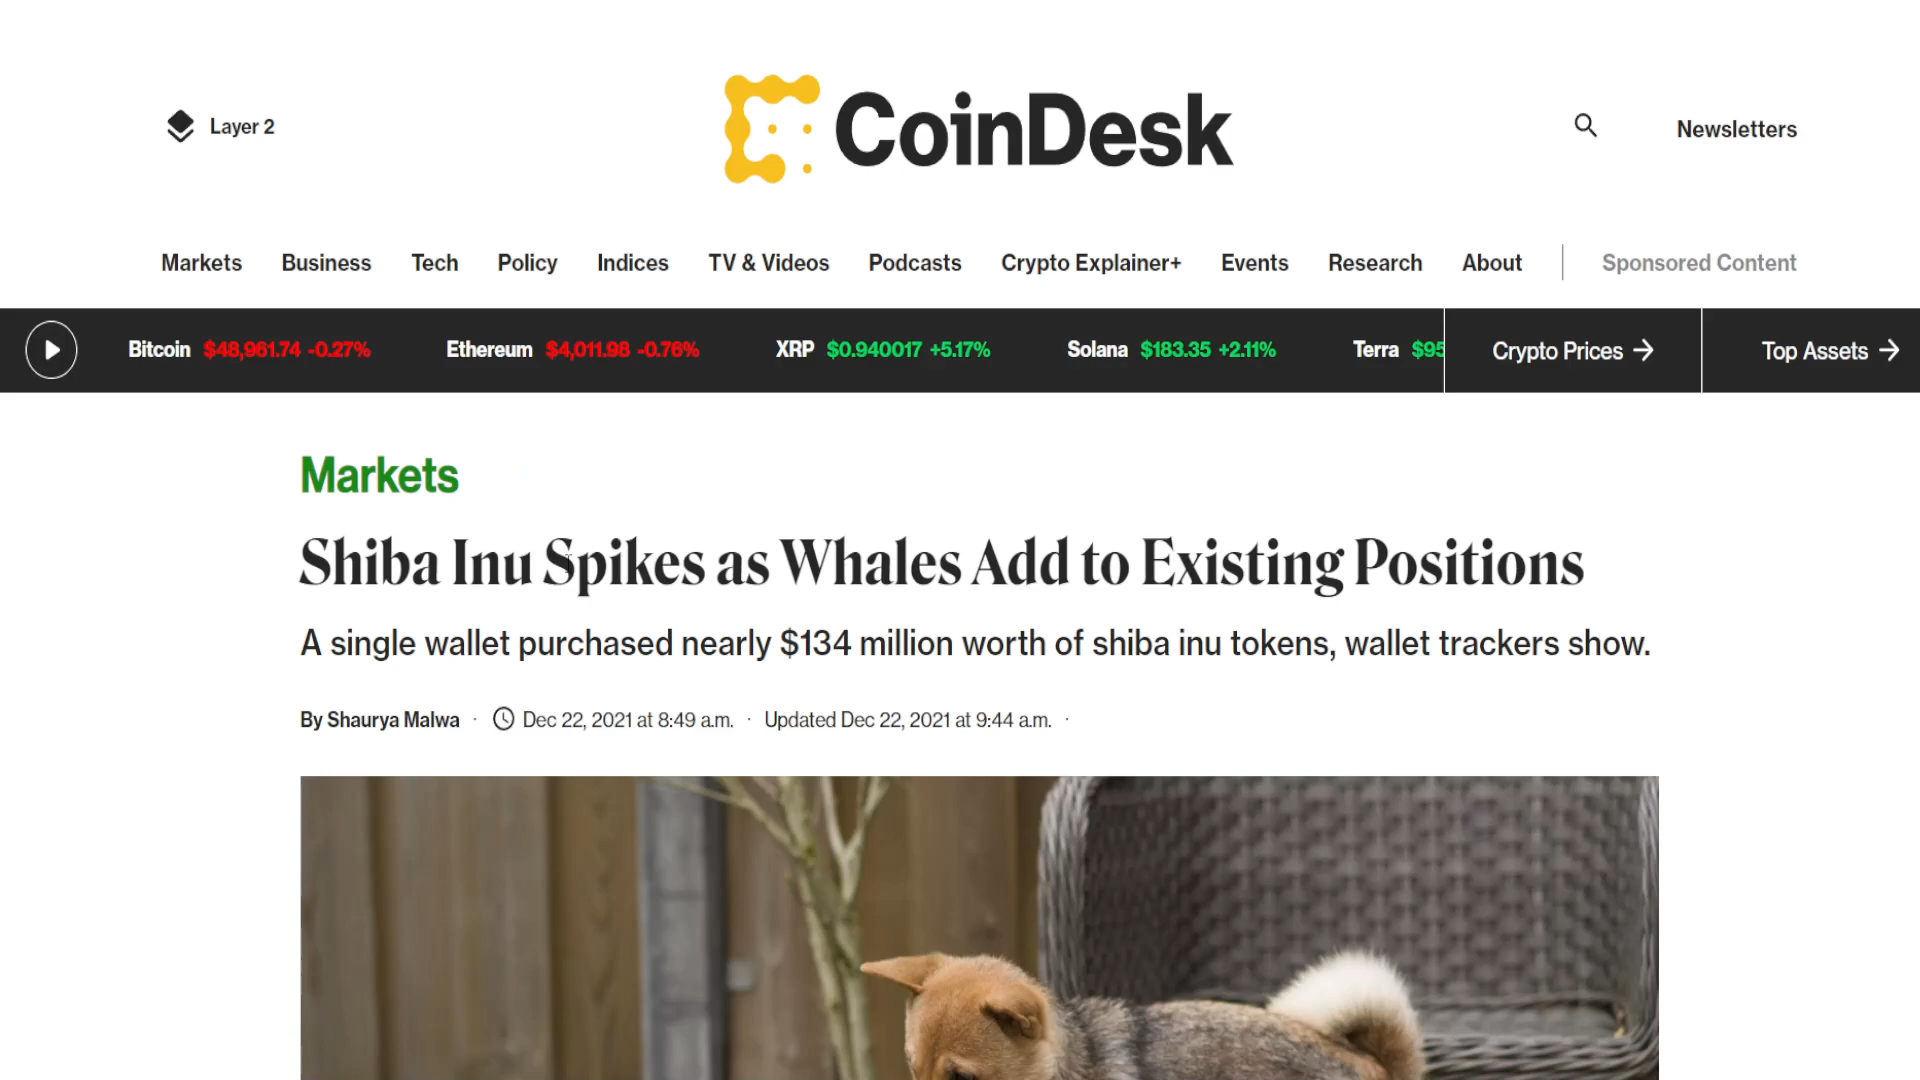 Layer 2
CoinDesk
Newsletters
Markets Business Tech Policy Indices TV & Videos Podcasts Crypto Explainer+ Events Research About Sponsored Content
Bitcoin $48,961.74 -0.27% Ethereum $4,011.98 -0.76% XRP $0.940017 +5.17% Solana $183.35 +2.11% Terra $95 Crypto Prices Top Assets
Markets
Shiba Inu Spikes as Whales Add to Existing Positions
A single wallet purchased nearly $134 million worth of shiba inu tokens, wallet trackers show.
By Shaurya Malwa · Dec 22, 2021 at 8:49 a.m. · Updated Dec 22, 2021 at 9:44 a.m. ·